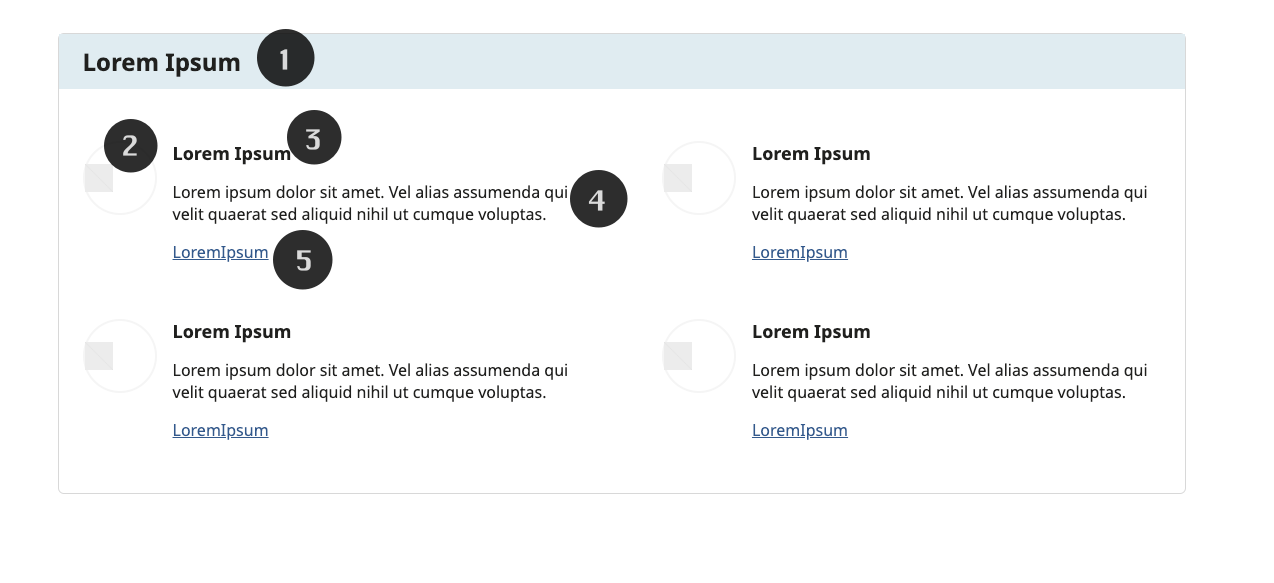 Lorem Ipsum 1
2
Lorem Ipsum 3
Lorem ipsum dolor sit amet. Vel alias assumenda qui 4
velit quaerat sed aliquid nihil ut cumque voluptas.
LoremIpsum 5
Lorem Ipsum
Lorem ipsum dolor sit amet. Vel alias assumenda qui
velit quaerat sed aliquid nihil ut cumque voluptas.
LoremIpsum
Lorem Ipsum
Lorem ipsum dolor sit amet. Vel alias assumenda qui
velit quaerat sed aliquid nihil ut cumque voluptas.
LoremIpsum
Lorem Ipsum
Lorem ipsum dolor sit amet. Vel alias assumenda qui
velit quaerat sed aliquid nihil ut cumque voluptas.
LoremIpsum